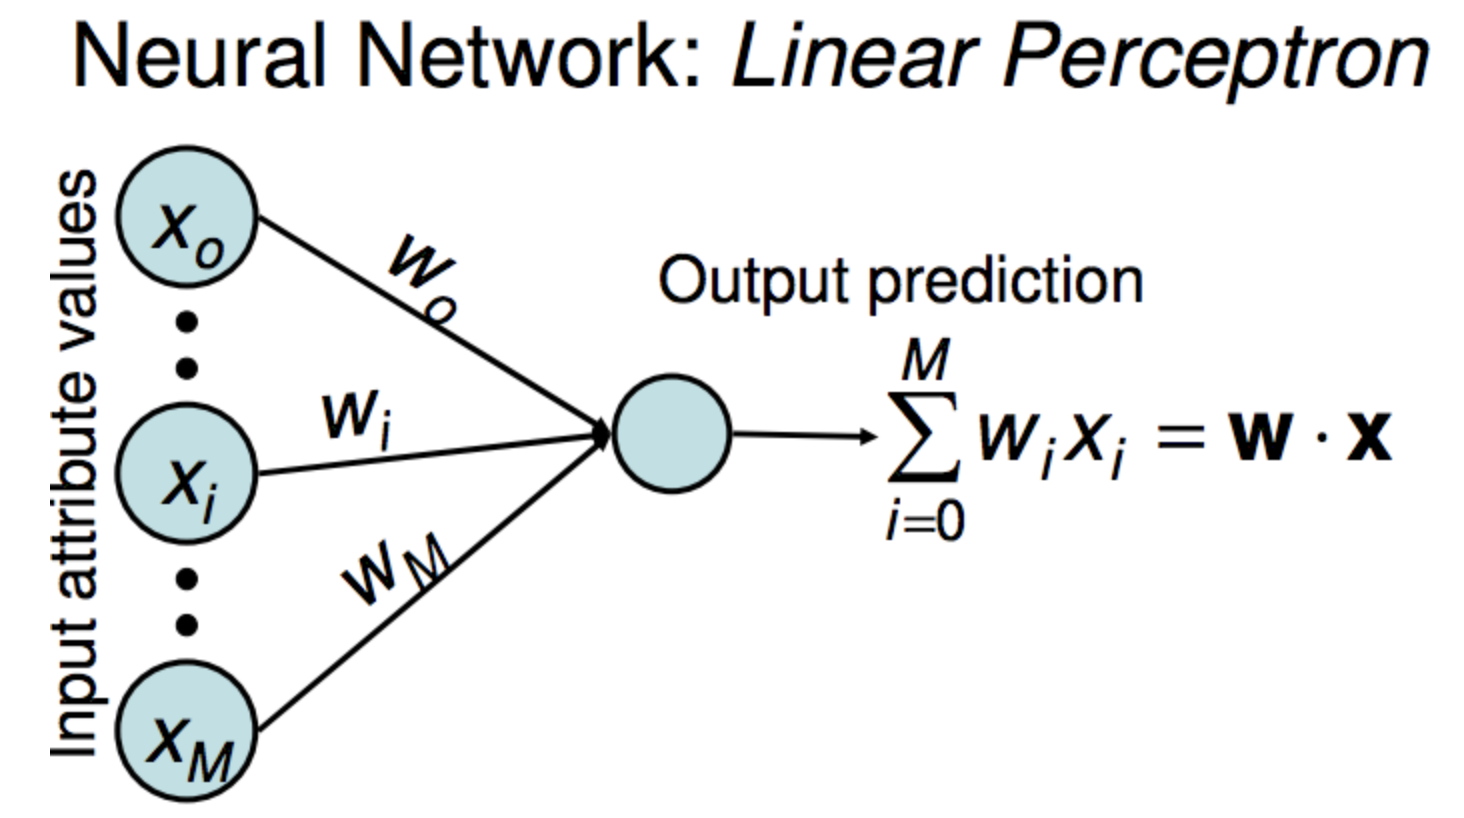 Neural Network: Linear Perceptron
Input attribute values
x_o
w_o
x_i
w_i
x_M
w_M
Output prediction
\sum_{i=0}^{M} w_i x_i = \mathbf{w} \cdot \mathbf{x}